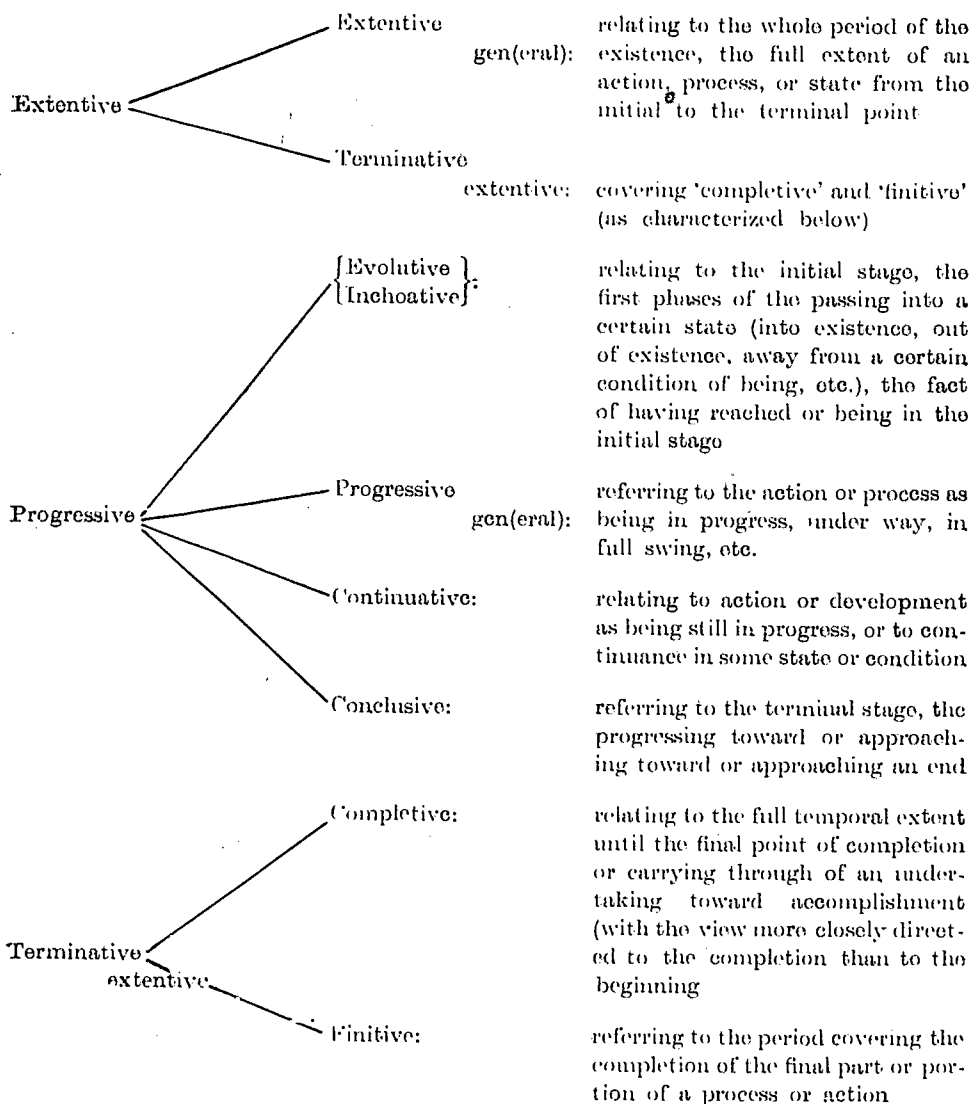 Extentive
gen(eral):
relating to the whole period of the
existence, the full extent of an
action, process, or state from the
initial to the terminal point
Extentive
Terminative
extentive:
covering 'completive' and 'finitive'
(as characterized below)
{Evolutive
Inchoative}:
relating to the initial stage, the
first phases of the passing into a
certain state (into existence, out
of existence, away from a certain
condition of being, etc.), the fact
of having reached or being in the
initial stage
Progressive
Progressive
gen(eral):
referring to the action or process as
being in progress, under way, in
full swing, etc.
Continuative:
relating to action or development
as being still in progress, or to con-
tinuance in some state or condition
Conclusive:
referring to the terminal stage, the
progressing toward or approach-
ing toward or approaching an end
Completive:
relating to the full temporal extent
until the final point of completion
or carrying through of an under-
taking toward accomplishment
(with the view more closely direct-
ed to the completion than to the
beginning
Terminative
extentive
Finitive:
referring to the period covering the
completion of the final part or por-
tion of a process or action